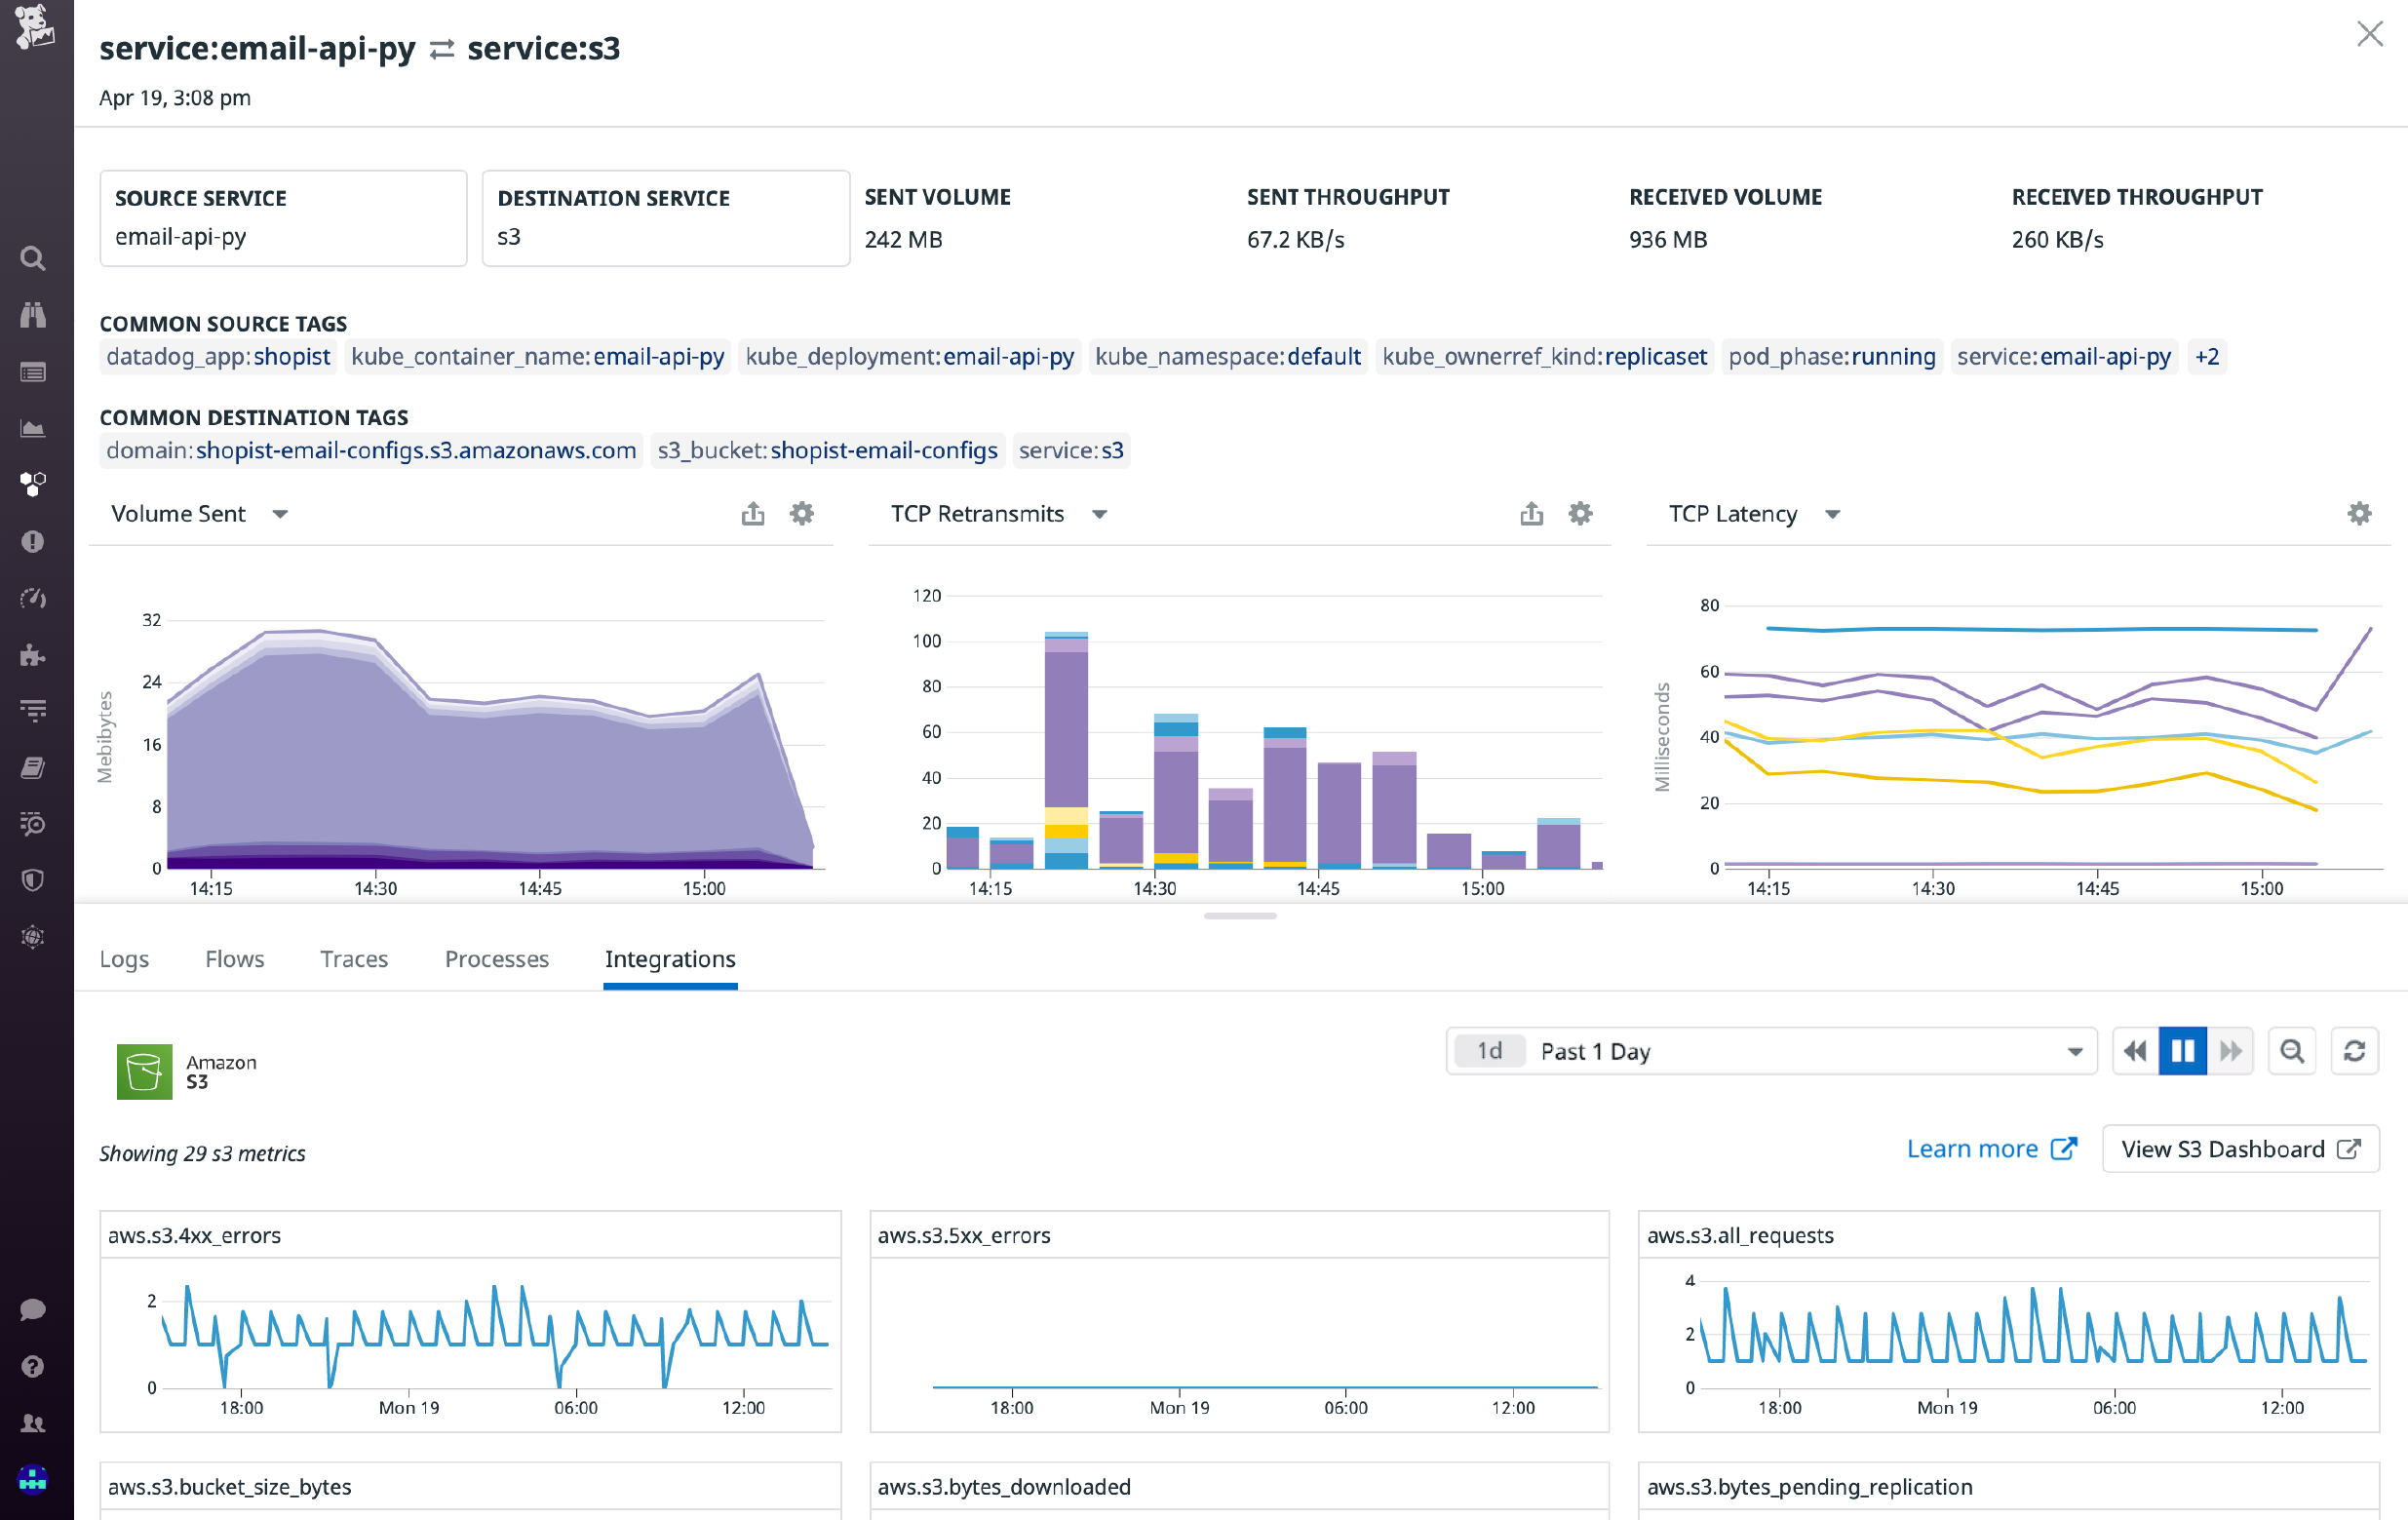 service:email-api-py ⇄ service:s3
Apr 19, 3:08 pm
SOURCE SERVICE
email-api-py
DESTINATION SERVICE
s3
SENT VOLUME
242 MB
SENT THROUGHPUT
67.2 KB/s
RECEIVED VOLUME
936 MB
RECEIVED THROUGHPUT
260 KB/s
COMMON SOURCE TAGS
datadog_app:shopist kube_container_name:email-api-py kube_deployment:email-api-py kube_namespace:default kube_ownerref_kind:replicaset pod_phase:running service:email-api-py +2
COMMON DESTINATION TAGS
domain:shopist-email-configs.s3.amazonaws.com s3_bucket:shopist-email-configs service:s3
Volume Sent
Mebibytes
32
24
16
8
0
14:15 14:30 14:45 15:00
TCP Retransmits
120
100
80
60
40
20
0
14:15 14:30 14:45 15:00
TCP Latency
Milliseconds
80
60
40
20
0
14:15 14:30 14:45 15:00
Logs Flows Traces Processes Integrations
Amazon
S3
1d Past 1 Day
Showing 29 s3 metrics
Learn more
View S3 Dashboard
aws.s3.4xx_errors
2
0
18:00 Mon 19 06:00 12:00
aws.s3.5xx_errors
18:00 Mon 19 06:00 12:00
aws.s3.all_requests
4
2
0
18:00 Mon 19 06:00 12:00
aws.s3.bucket_size_bytes
aws.s3.bytes_downloaded
aws.s3.bytes_pending_replication